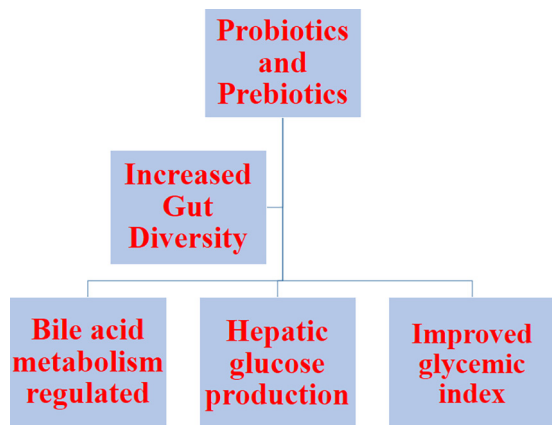 Probiotics
and
Prebiotics
Increased
Gut
Diversity
Bile acid
metabolism
regulated
Hepatic
glucose
production
Improved
glycemic
index